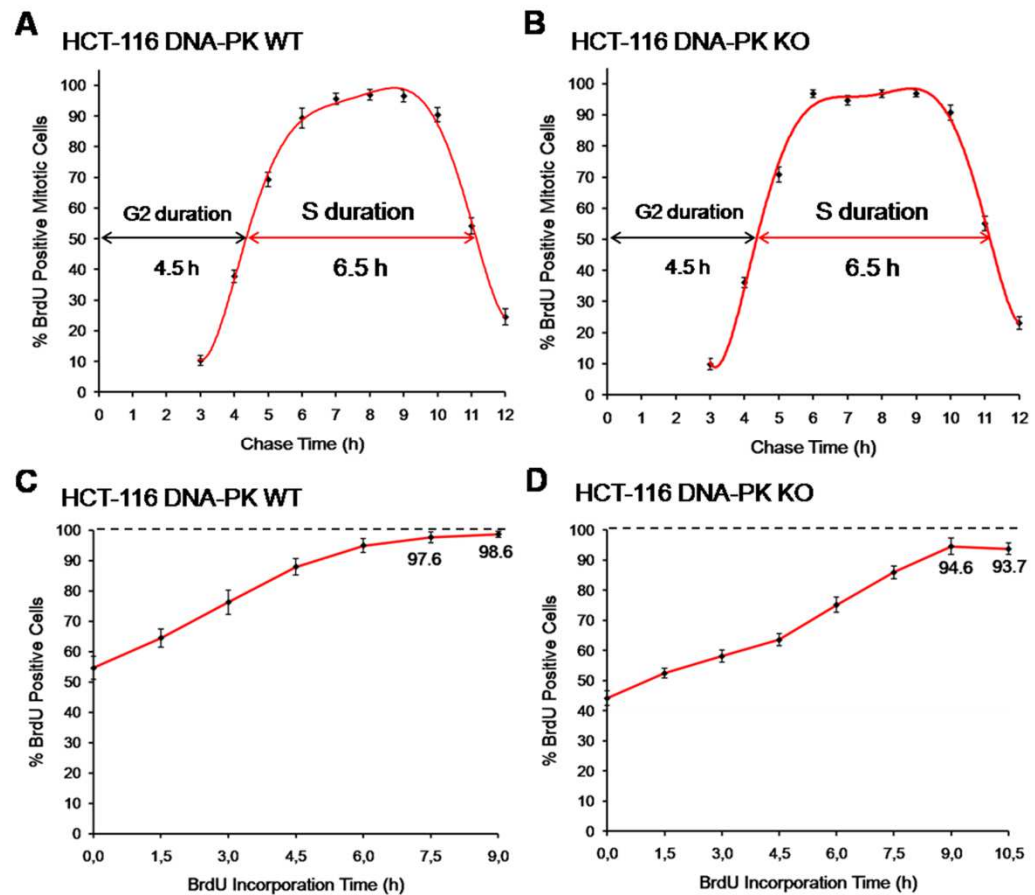 A
HCT-116 DNA-PK WT
% BrdU Positive Mitotic Cells
100
90
80
70
60
50
40
30
20
10
0
G2 duration
4.5 h
S duration
6.5 h
0 1 2 3 4 5 6 7 8 9 10 11 12
Chase Time (h)
B
HCT-116 DNA-PK KO
% BrdU Positive Mitotic Cells
100
90
80
70
60
50
40
30
20
10
0
G2 duration
4.5 h
S duration
6.5 h
0 1 2 3 4 5 6 7 8 9 10 11 12
Chase Time (h)
C
HCT-116 DNA-PK WT
% BrdU Positive Cells
100
90
80
70
60
50
40
30
20
10
0
97.6 98.6
0,0 1,5 3,0 4,5 6,0 7,5 9,0
BrdU Incorporation Time (h)
D
HCT-116 DNA-PK KO
% BrdU Positive Cells
100
90
80
70
60
50
40
30
20
10
0
94.6 93.7
0,0 1,5 3,0 4,5 6,0 7,5 9,0 10,5
BrdU Incorporation Time (h)